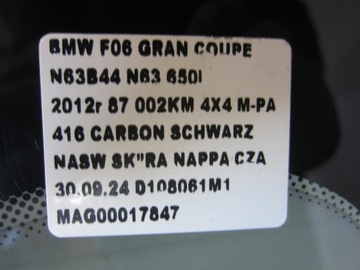 BMW F06 GRAN COUPE
N63B44 N63 650I
2012r 87 002KM 4X4 M-PA
416 CARBON SCHWARZ
NASW SK"RA NAPPA CZA
30.09.24 D108061M1
MAG00017847